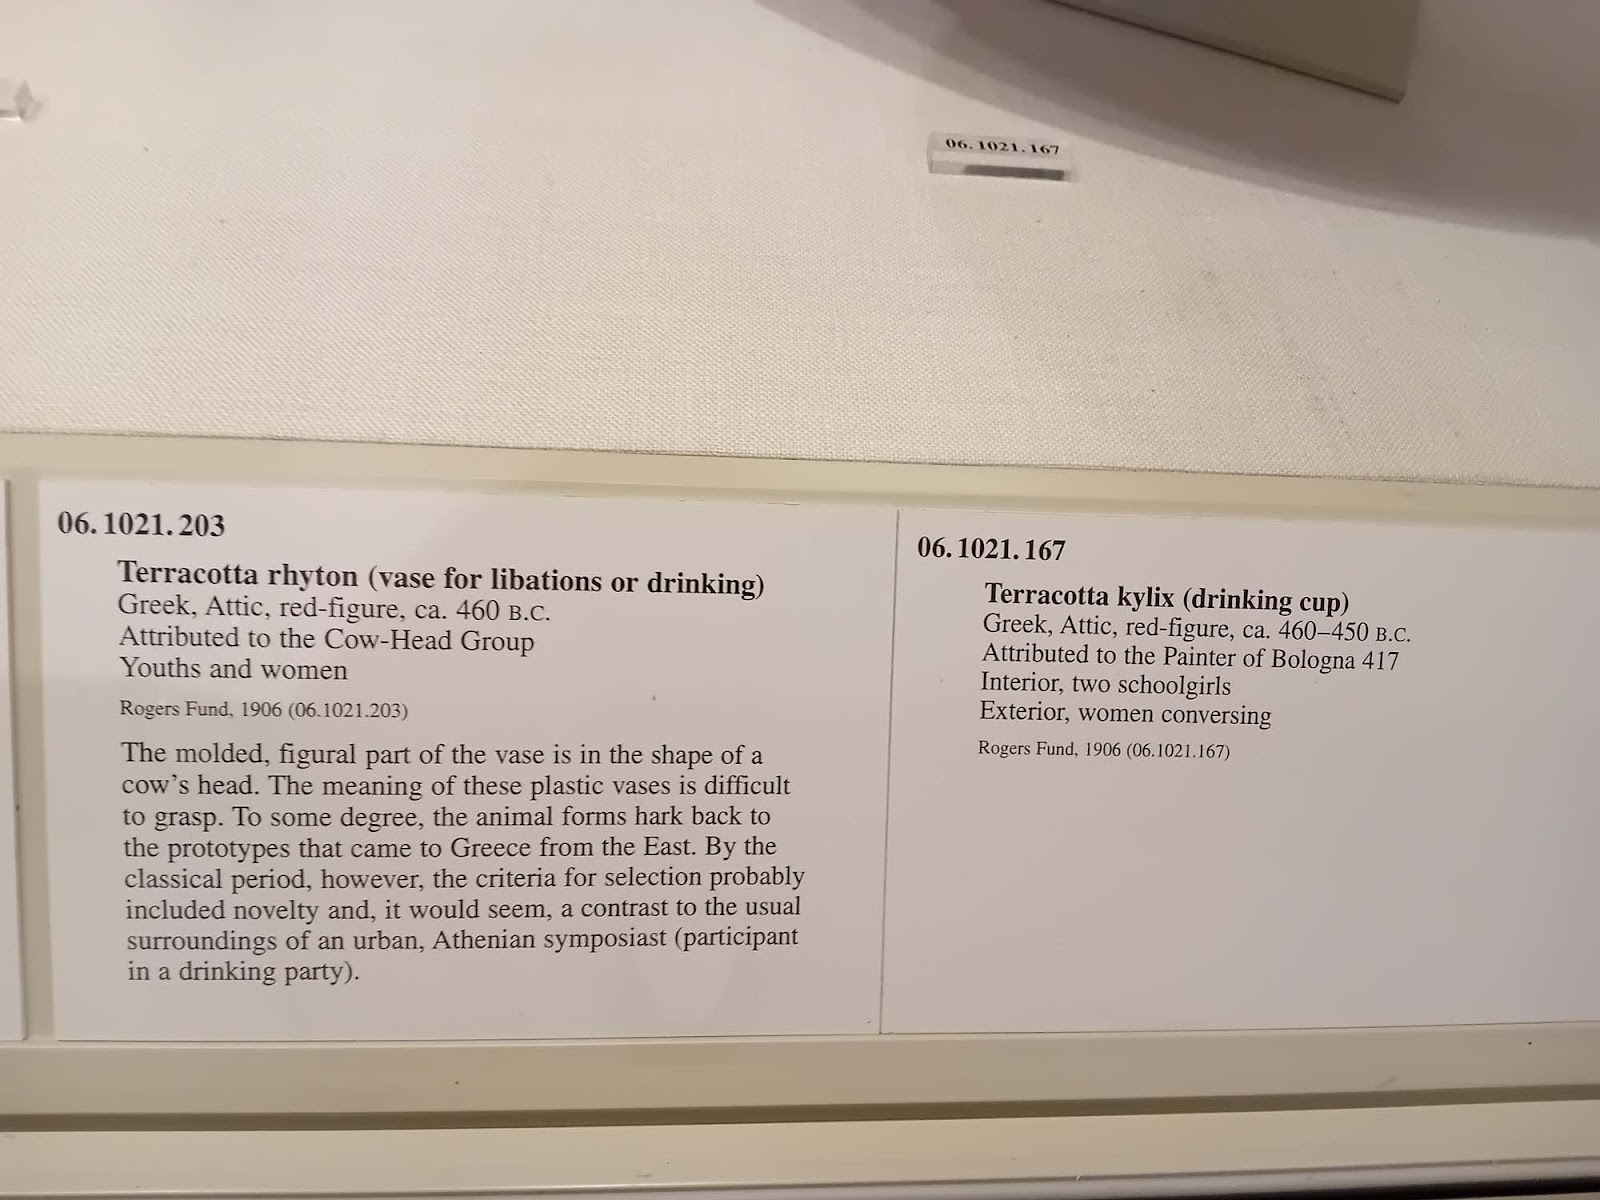 06.1021.167
06.1021.203
Terracotta rhyton (vase for libations or drinking)
Greek, Attic, red-figure, ca. 460 B.C.
Attributed to the Cow-Head Group
Youths and women
Rogers Fund, 1906 (06.1021.203)
The molded, figural part of the vase is in the shape of a
cow's head. The meaning of these plastic vases is difficult
to grasp. To some degree, the animal forms hark back to
the prototypes that came to Greece from the East. By the
classical period, however, the criteria for selection probably
included novelty and, it would seem, a contrast to the usual
surroundings of an urban, Athenian symposiast (participant
in a drinking party).
06.1021.167
Terracotta kylix (drinking cup)
Greek, Attic, red-figure, ca. 460–450 B.C.
Attributed to the Painter of Bologna 417
Interior, two schoolgirls
Exterior, women conversing
Rogers Fund, 1906 (06.1021.167)